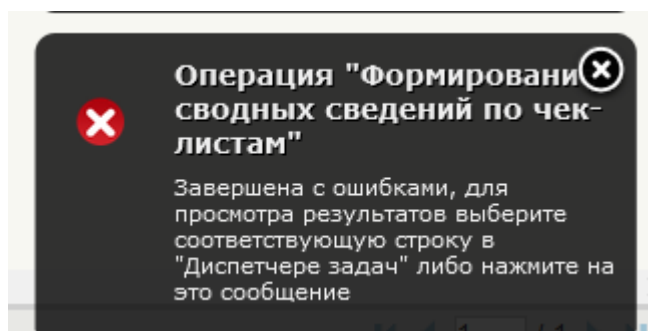 Операция "Формировани
сводных сведений по чек-
листам"
Завершена с ошибками, для
просмотра результатов выберите
соответствующую строку в
"Диспетчере задач" либо нажмите на
это сообщение